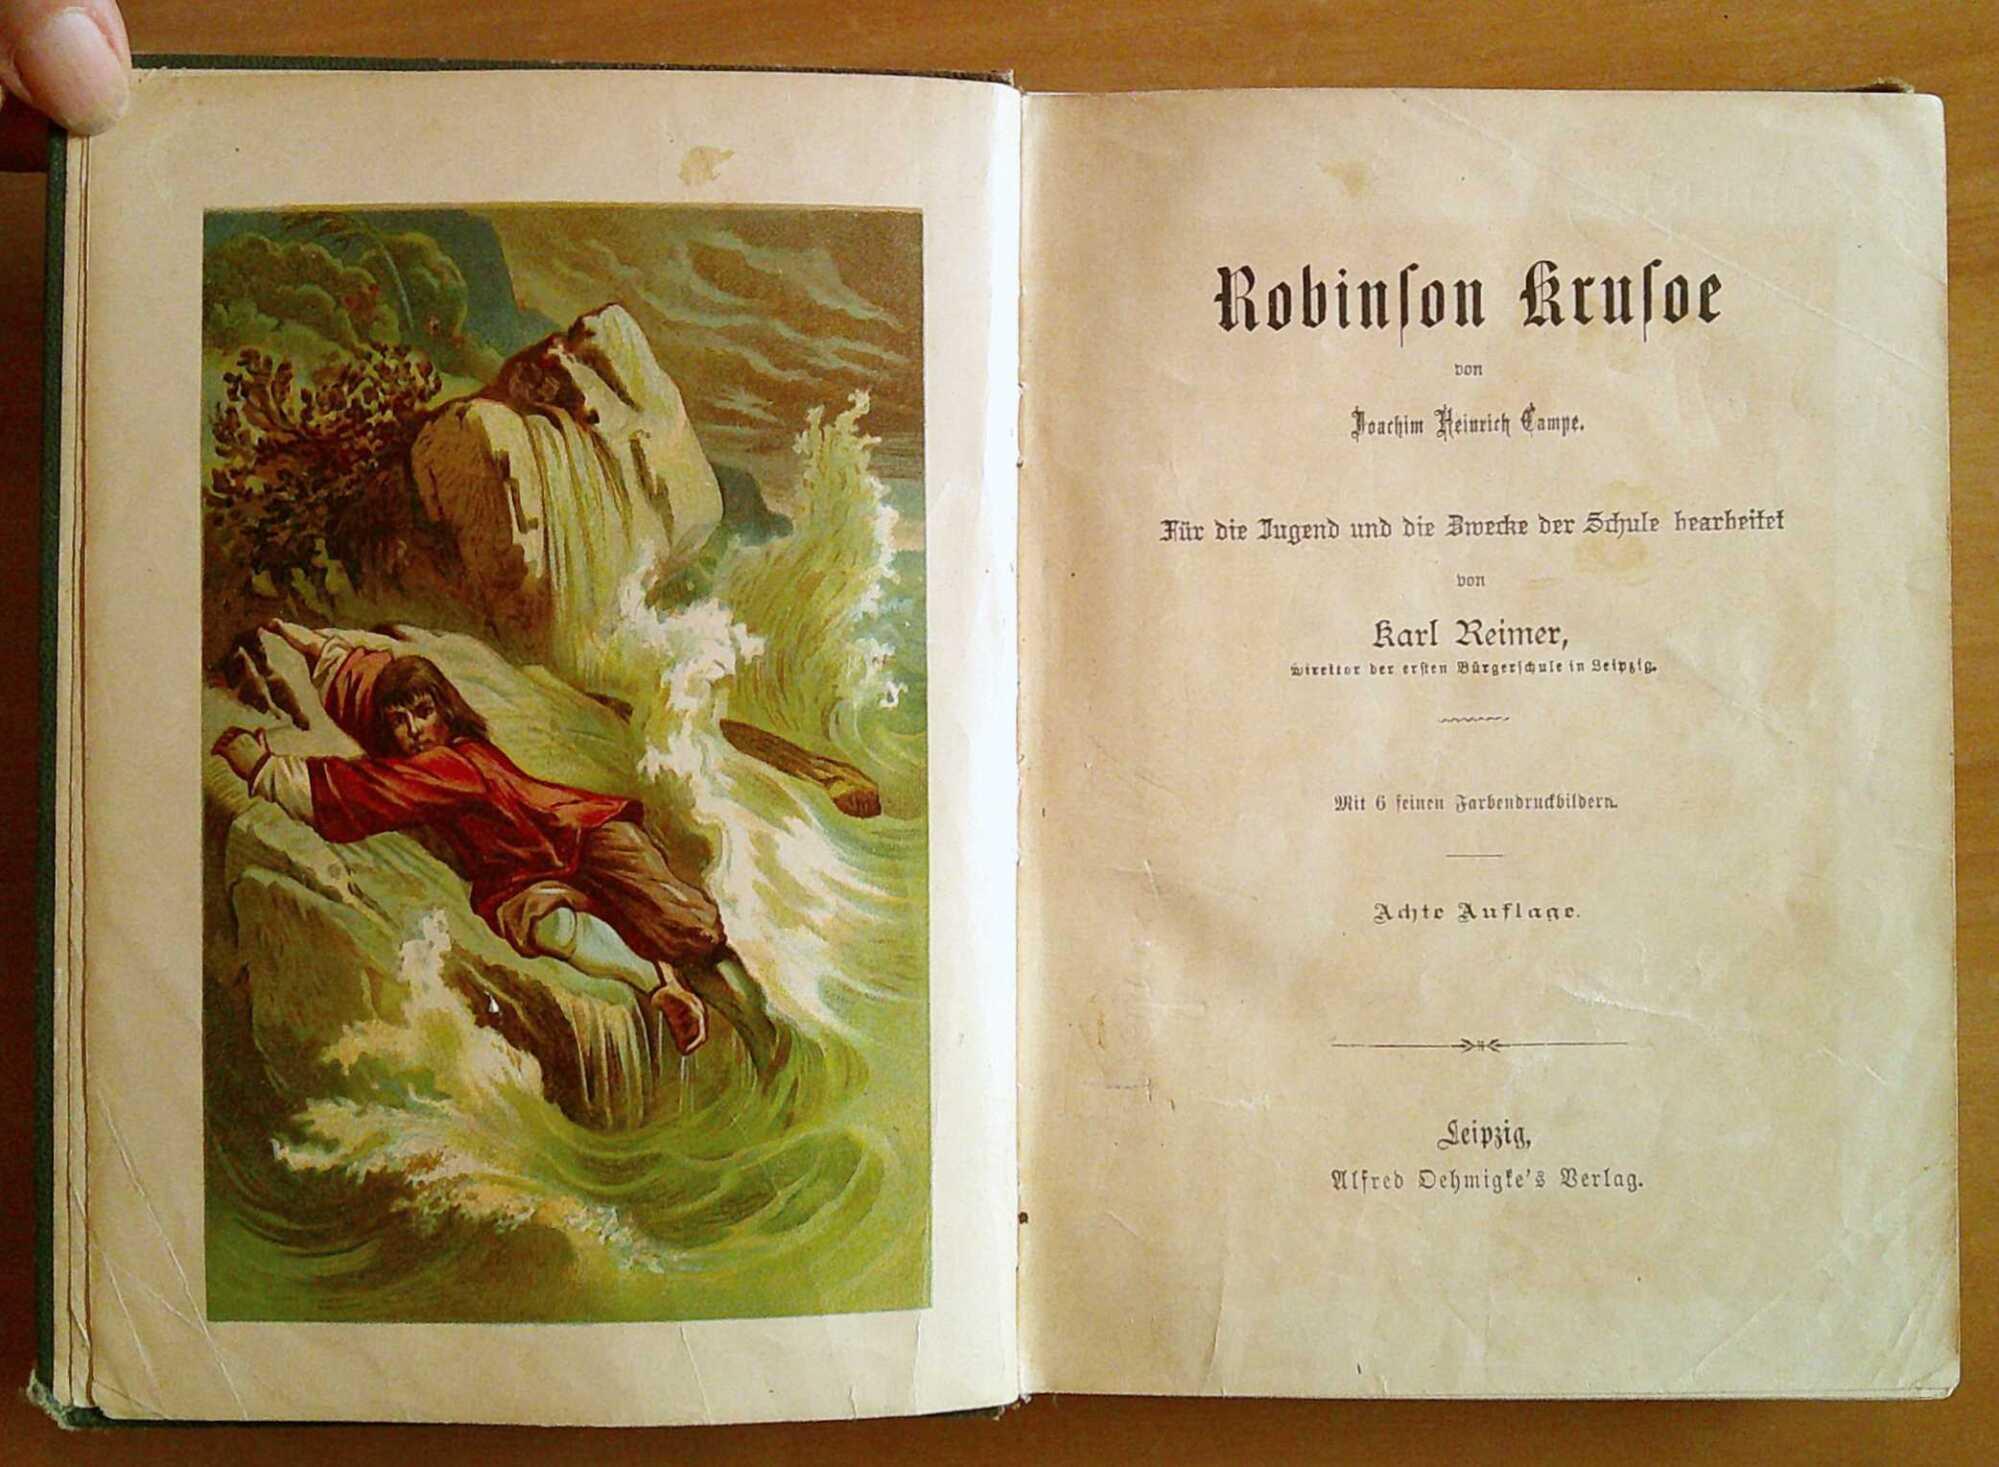 Robinſon Kruſoe
von
Joachim Heinrich Campe.
Für die Jugend und die Zwecke der Schule bearbeitet
von
Karl Reimer,
Direktor der erſten Bürgerſchule in Leipzig.
Mit 6 feinen Farbendruckbildern.
Achte Auflage.
Leipzig,
Alfred Oehmigke's Verlag.